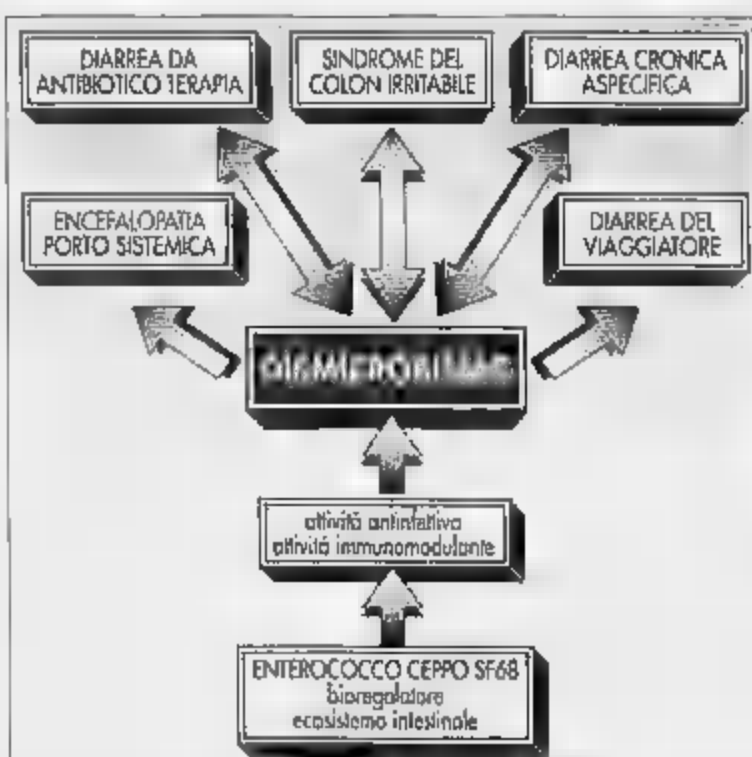 DIARREA DA
ANTIBIOTICO TERAPIA
SINDROME DEL
COLON IRRITABILE
DIARREA CRONICA
ASPECIFICA
ENCEFALOPATIA
PORTO SISTEMICA
DIARREA DEL
VIAGGIATORE
attività antinfettiva
attività immunomodulante
ENTEROCOCCO CEPPO SF68
bioregolatore
ecosistema intestinale